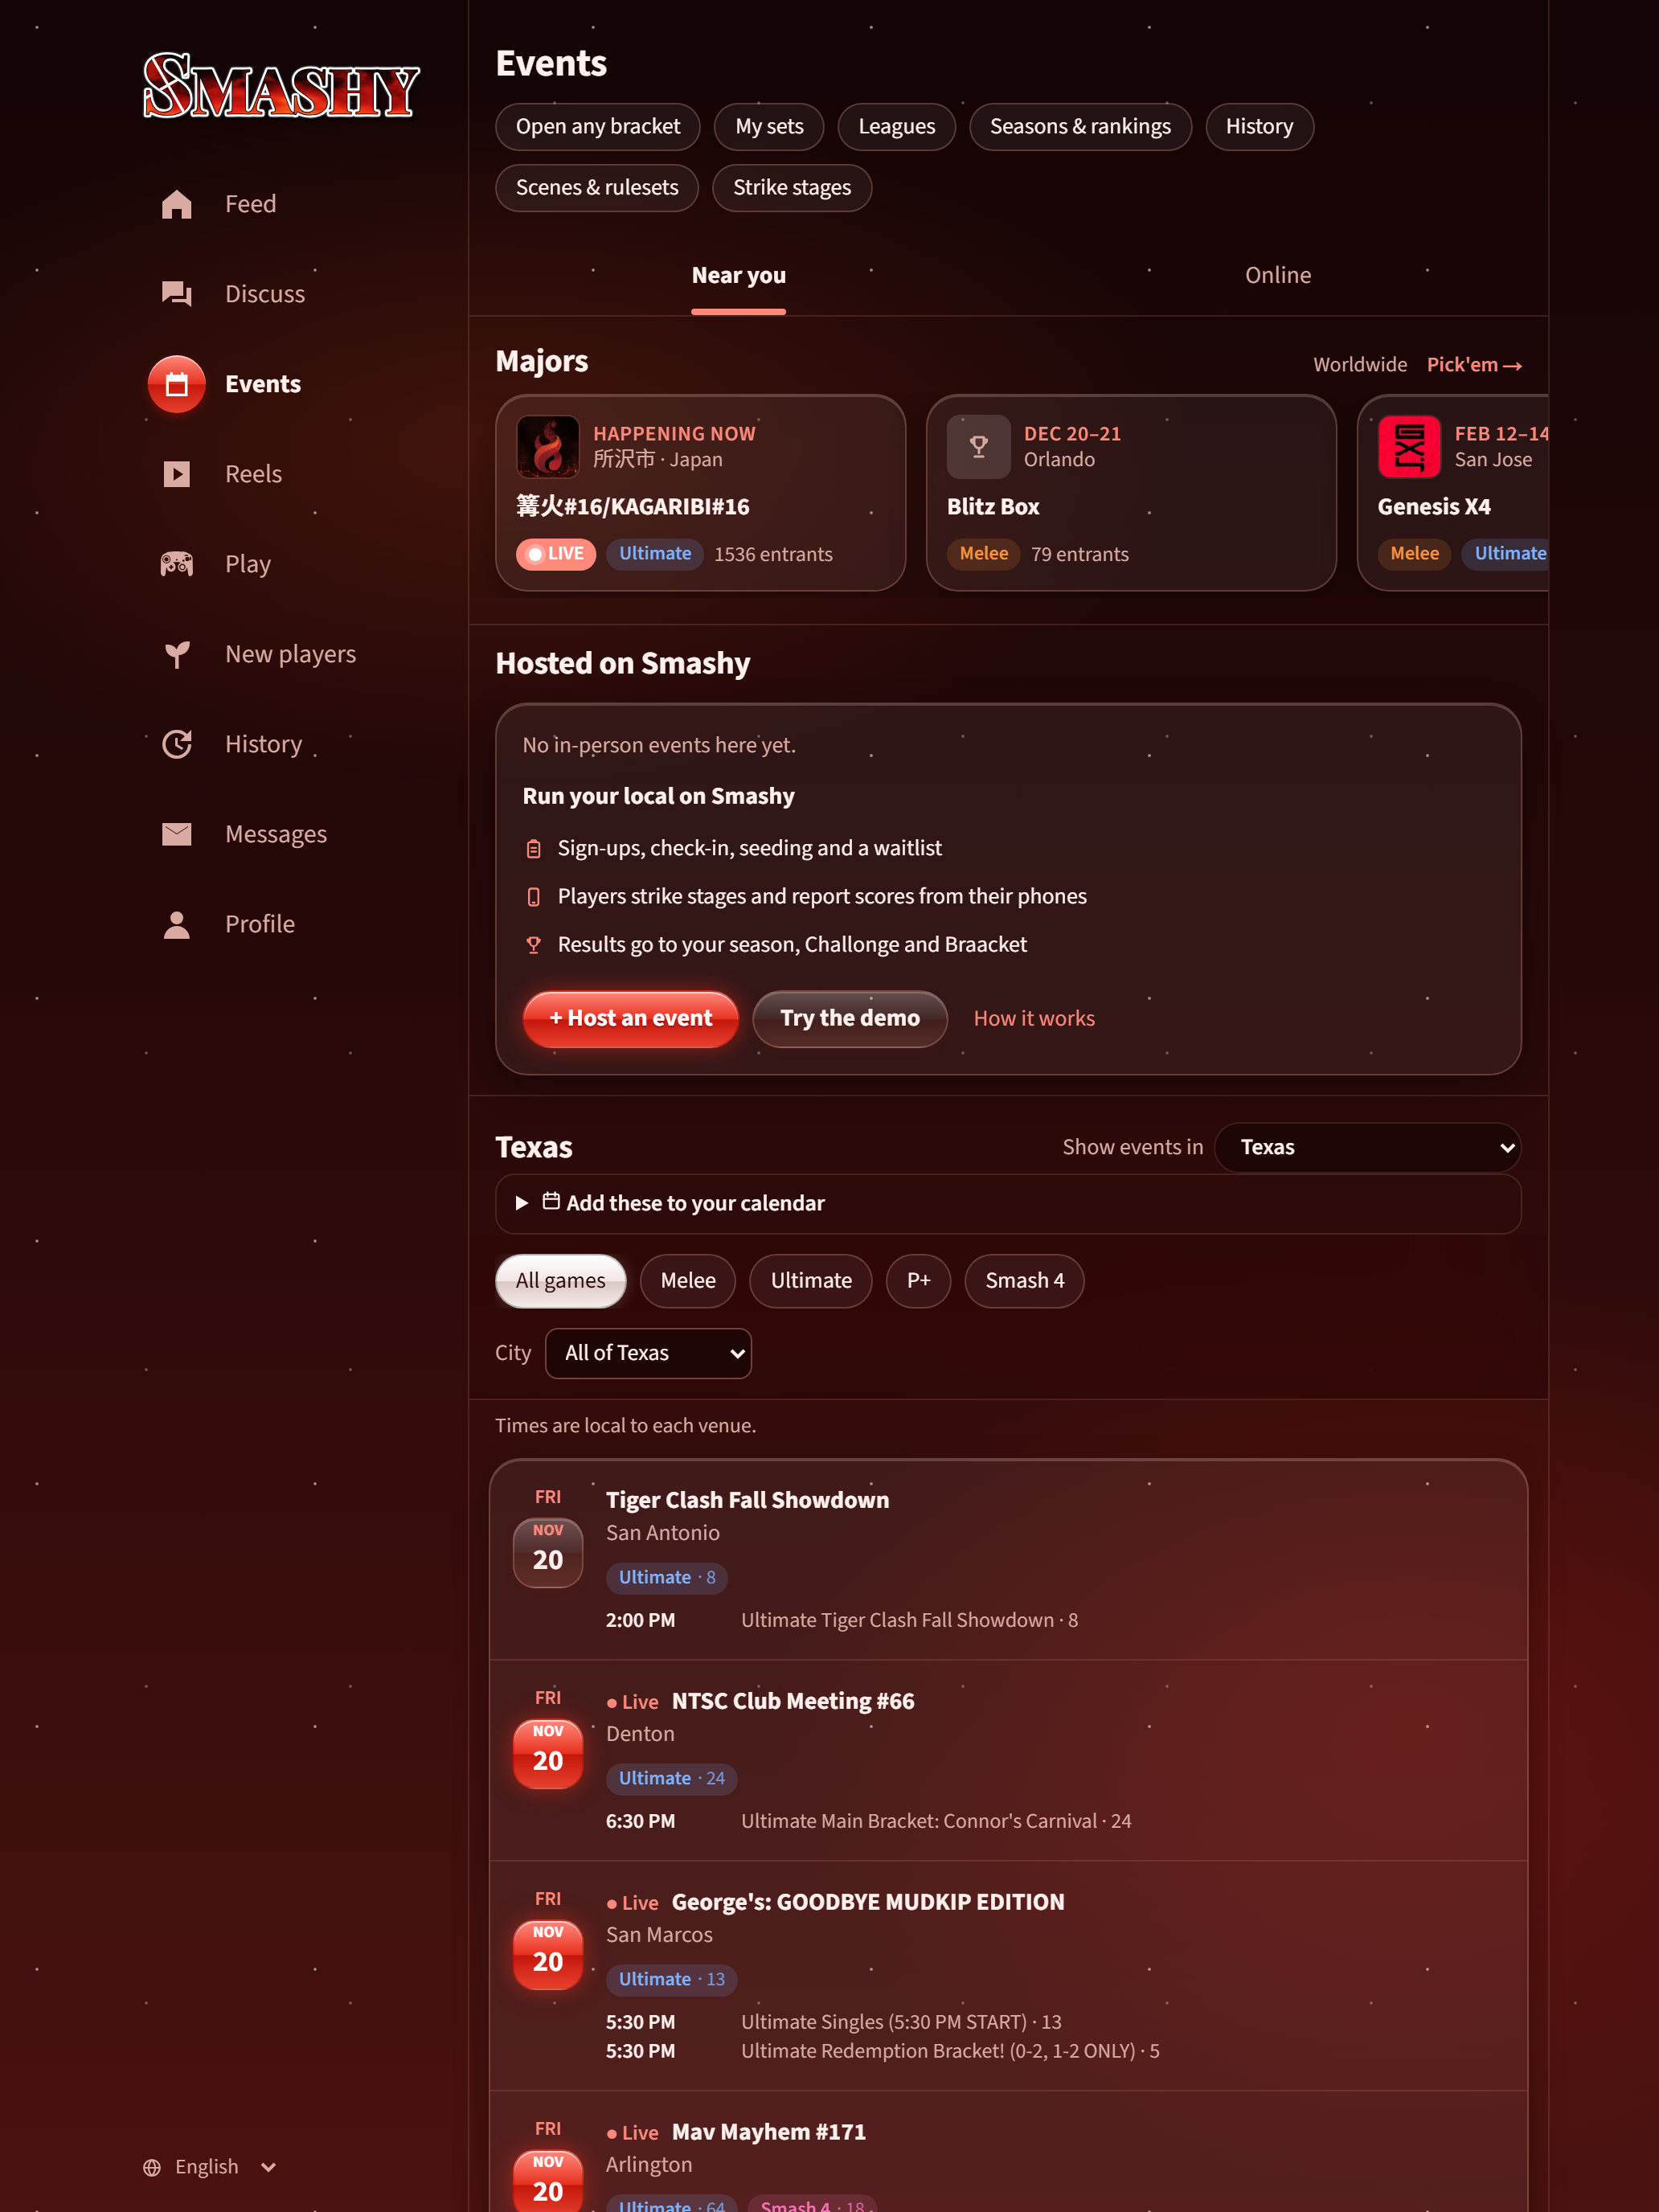 SMASHY
Feed
Discuss
Events
Reels
Play
New players
History
Messages
Profile
English
Events
Open any bracket
My sets
Leagues
Seasons & rankings
History
Scenes & rulesets
Strike stages
Near you
Online
Majors
Worldwide
Pick'em →
HAPPENING NOW
所沢市 · Japan
篝火#16/KAGARIBI#16
LIVE
Ultimate
1536 entrants
DEC 20–21
Orlando
Blitz Box
Melee
79 entrants
FEB 12–14
San Jose
Genesis X4
Melee
Ultimate
Hosted on Smashy
No in-person events here yet.
Run your local on Smashy
Sign-ups, check-in, seeding and a waitlist
Players strike stages and report scores from their phones
Results go to your season, Challonge and Braacket
+ Host an event
Try the demo
How it works
Texas
Show events in
Texas
Add these to your calendar
All games
Melee
Ultimate
P+
Smash 4
City
All of Texas
Times are local to each venue.
FRI
NOV
20
Tiger Clash Fall Showdown
San Antonio
Ultimate · 8
2:00 PM
Ultimate Tiger Clash Fall Showdown · 8
FRI
NOV
20
Live
NTSC Club Meeting #66
Denton
Ultimate · 24
6:30 PM
Ultimate Main Bracket: Connor's Carnival · 24
FRI
NOV
20
Live
George's: GOODBYE MUDKIP EDITION
San Marcos
Ultimate · 13
5:30 PM
Ultimate Singles (5:30 PM START) · 13
5:30 PM
Ultimate Redemption Bracket! (0-2, 1-2 ONLY) · 5
FRI
NOV
20
Live
Mav Mayhem #171
Arlington
Ultimate · 64
Smash 4 · 18